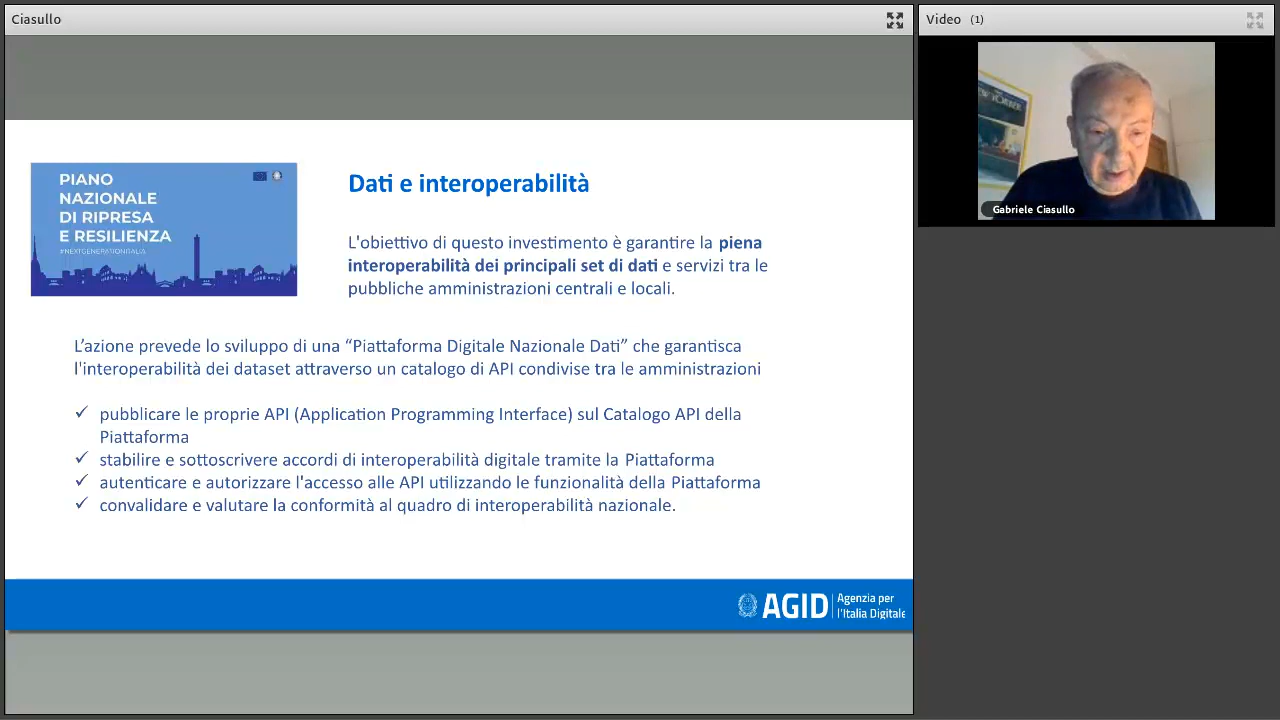 Ciasullo
Video (1)
Gabriele Ciasullo
PIANO
NAZIONALE
DI RIPRESA
E RESILIENZA
#NEXTGENERATIONITALIA
Dati e interoperabilità
L'obiettivo di questo investimento è garantire la piena
interoperabilità dei principali set di dati e servizi tra le
pubbliche amministrazioni centrali e locali.
L’azione prevede lo sviluppo di una “Piattaforma Digitale Nazionale Dati” che garantisca
l'interoperabilità dei dataset attraverso un catalogo di API condivise tra le amministrazioni
✓ pubblicare le proprie API (Application Programming Interface) sul Catalogo API della
Piattaforma
✓ stabilire e sottoscrivere accordi di interoperabilità digitale tramite la Piattaforma
✓ autenticare e autorizzare l'accesso alle API utilizzando le funzionalità della Piattaforma
✓ convalidare e valutare la conformità al quadro di interoperabilità nazionale.
AGID
Agenzia per
l'Italia Digitale